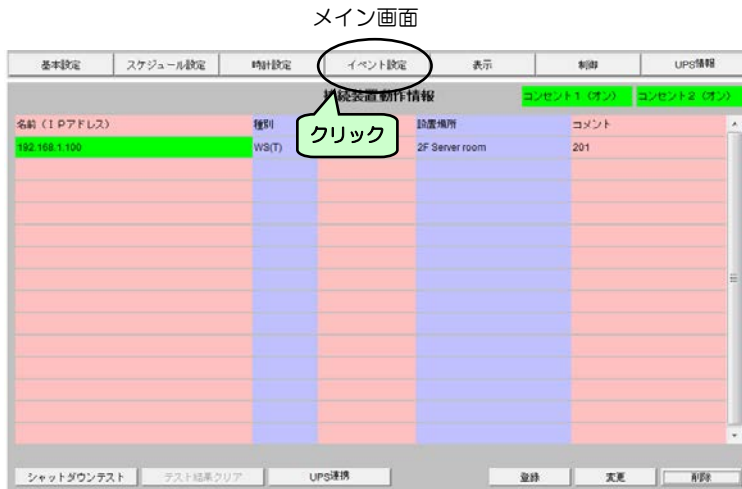 メイン画面
基本設定 スケジュール設定 時計設定 イベント設定 表示 制御 UPS情報
接続装置動作情報 コンセント1(オン) コンセント2(オン)
名前(IPアドレス) 種別 設置場所 コメント
クリック
192.168.1.100 WS(T) 2F Server room 201
シャットダウンテスト テスト結果クリア UPS連携 登録 変更 削除